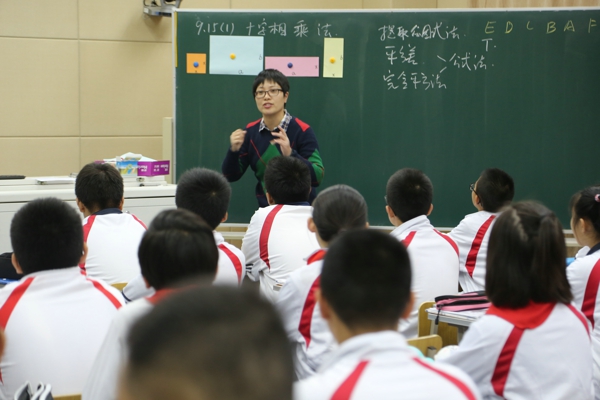 9.15(1) 十字相乘法
提取公因式法.
平方差
公式法.
完全平方法
E D C B A F
T.